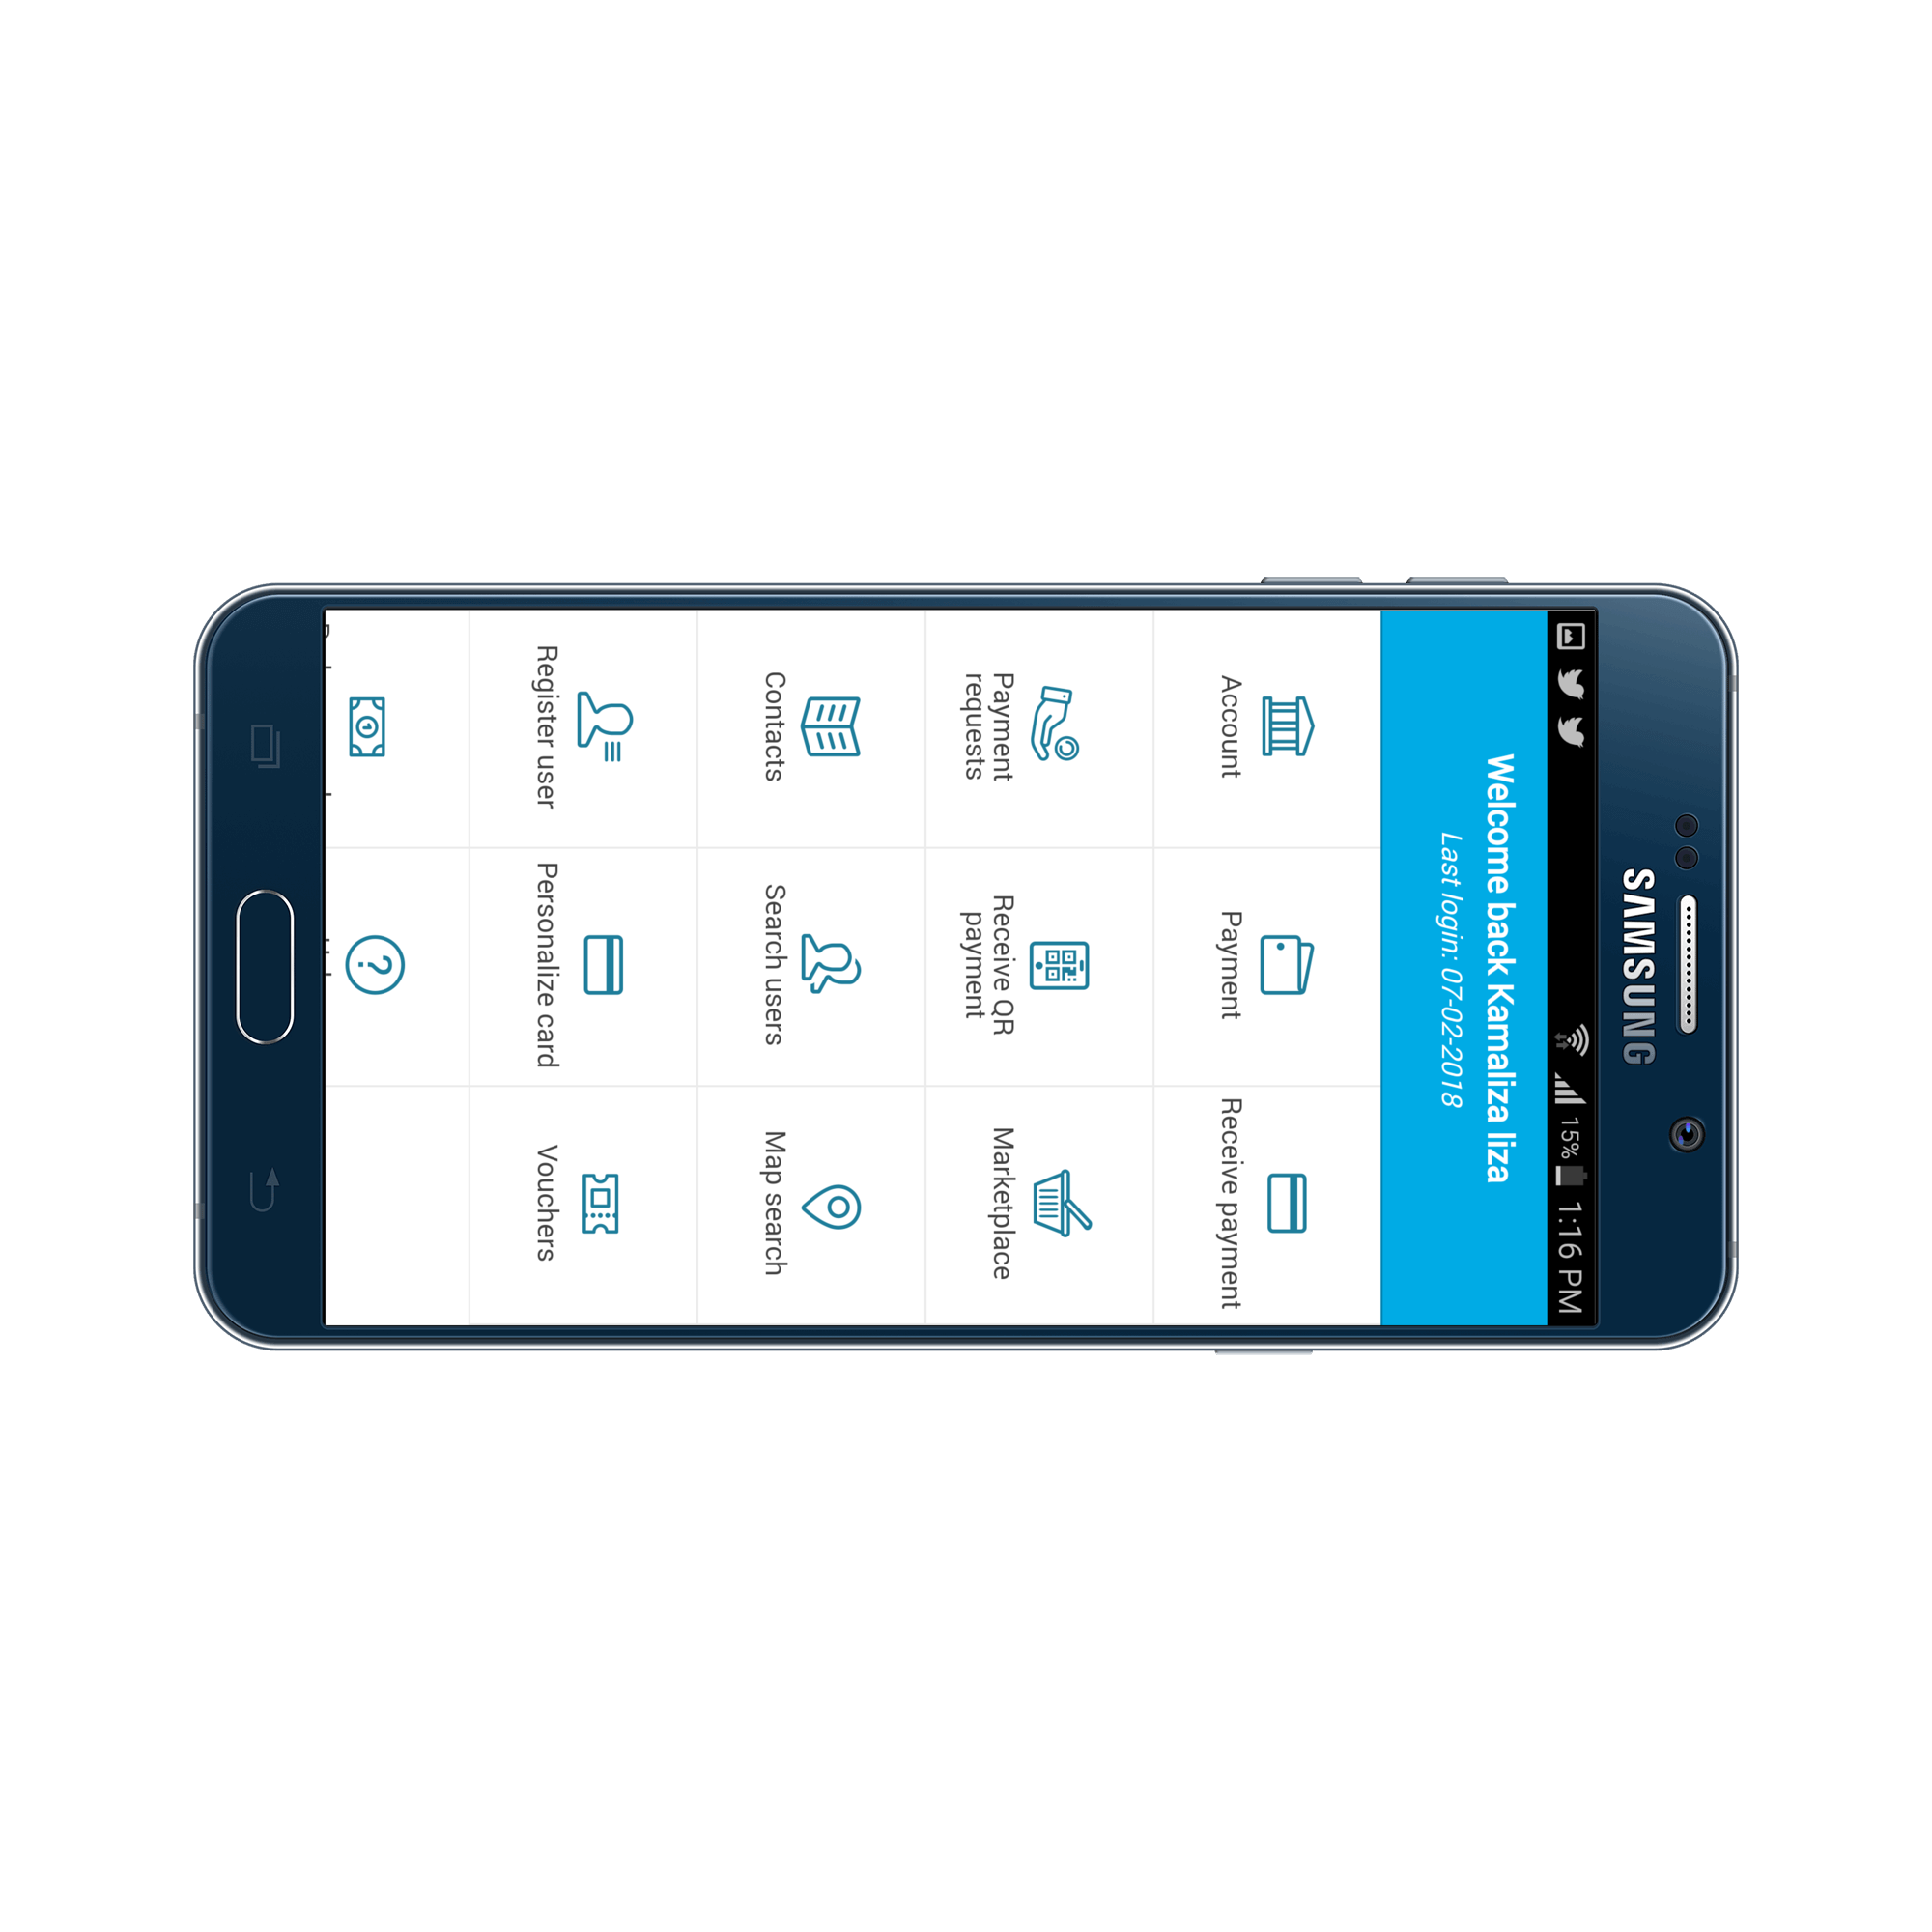 SAMSUNG
15% 1:16 PM
Welcome back Kamaliza liza
Last login: 07-02-2018
Account
Payment
Receive payment
Payment
requests
Receive QR
payment
Marketplace
Contacts
Search users
Map search
Register user
Personalize card
Vouchers